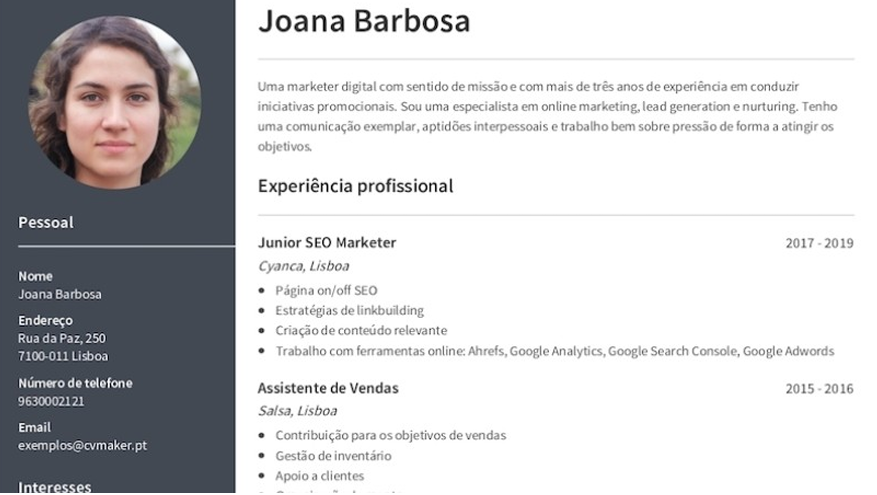 Joana Barbosa
Uma marketer digital com sentido de missão e com mais de três anos de experiência em conduzir
iniciativas promocionais. Sou uma especialista em online marketing, lead generation e nurturing. Tenho
uma comunicação exemplar, aptidões interpessoais e trabalho bem sobre pressão de forma a atingir os
objetivos.
Experiência profissional
Junior SEO Marketer 2017 - 2019
Cyanca, Lisboa
• Página on/off SEO
• Estratégias de linkbuilding
• Criação de conteúdo relevante
• Trabalho com ferramentas online: Ahrefs, Google Analytics, Google Search Console, Google Adwords
Assistente de Vendas 2015 - 2016
Salsa, Lisboa
• Contribuição para os objetivos de vendas
• Gestão de inventário
• Apoio a clientes
Pessoal
Nome
Joana Barbosa
Endereço
Rua da Paz, 250
7100-011 Lisboa
Número de telefone
9630002121
Email
exemplos@cvmaker.pt
Interesses